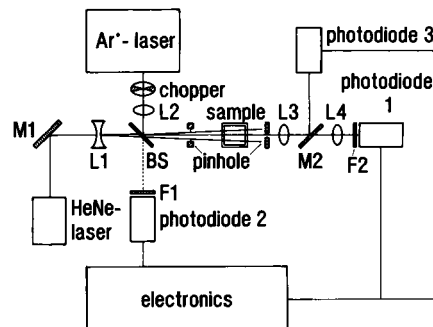 Ar+- laser
photodiode 3
chopper
L2
sample
L3
L4
photodiode
1
M1
L1
BS
pinhole
M2
F2
HeNe-
laser
F1
photodiode 2
electronics